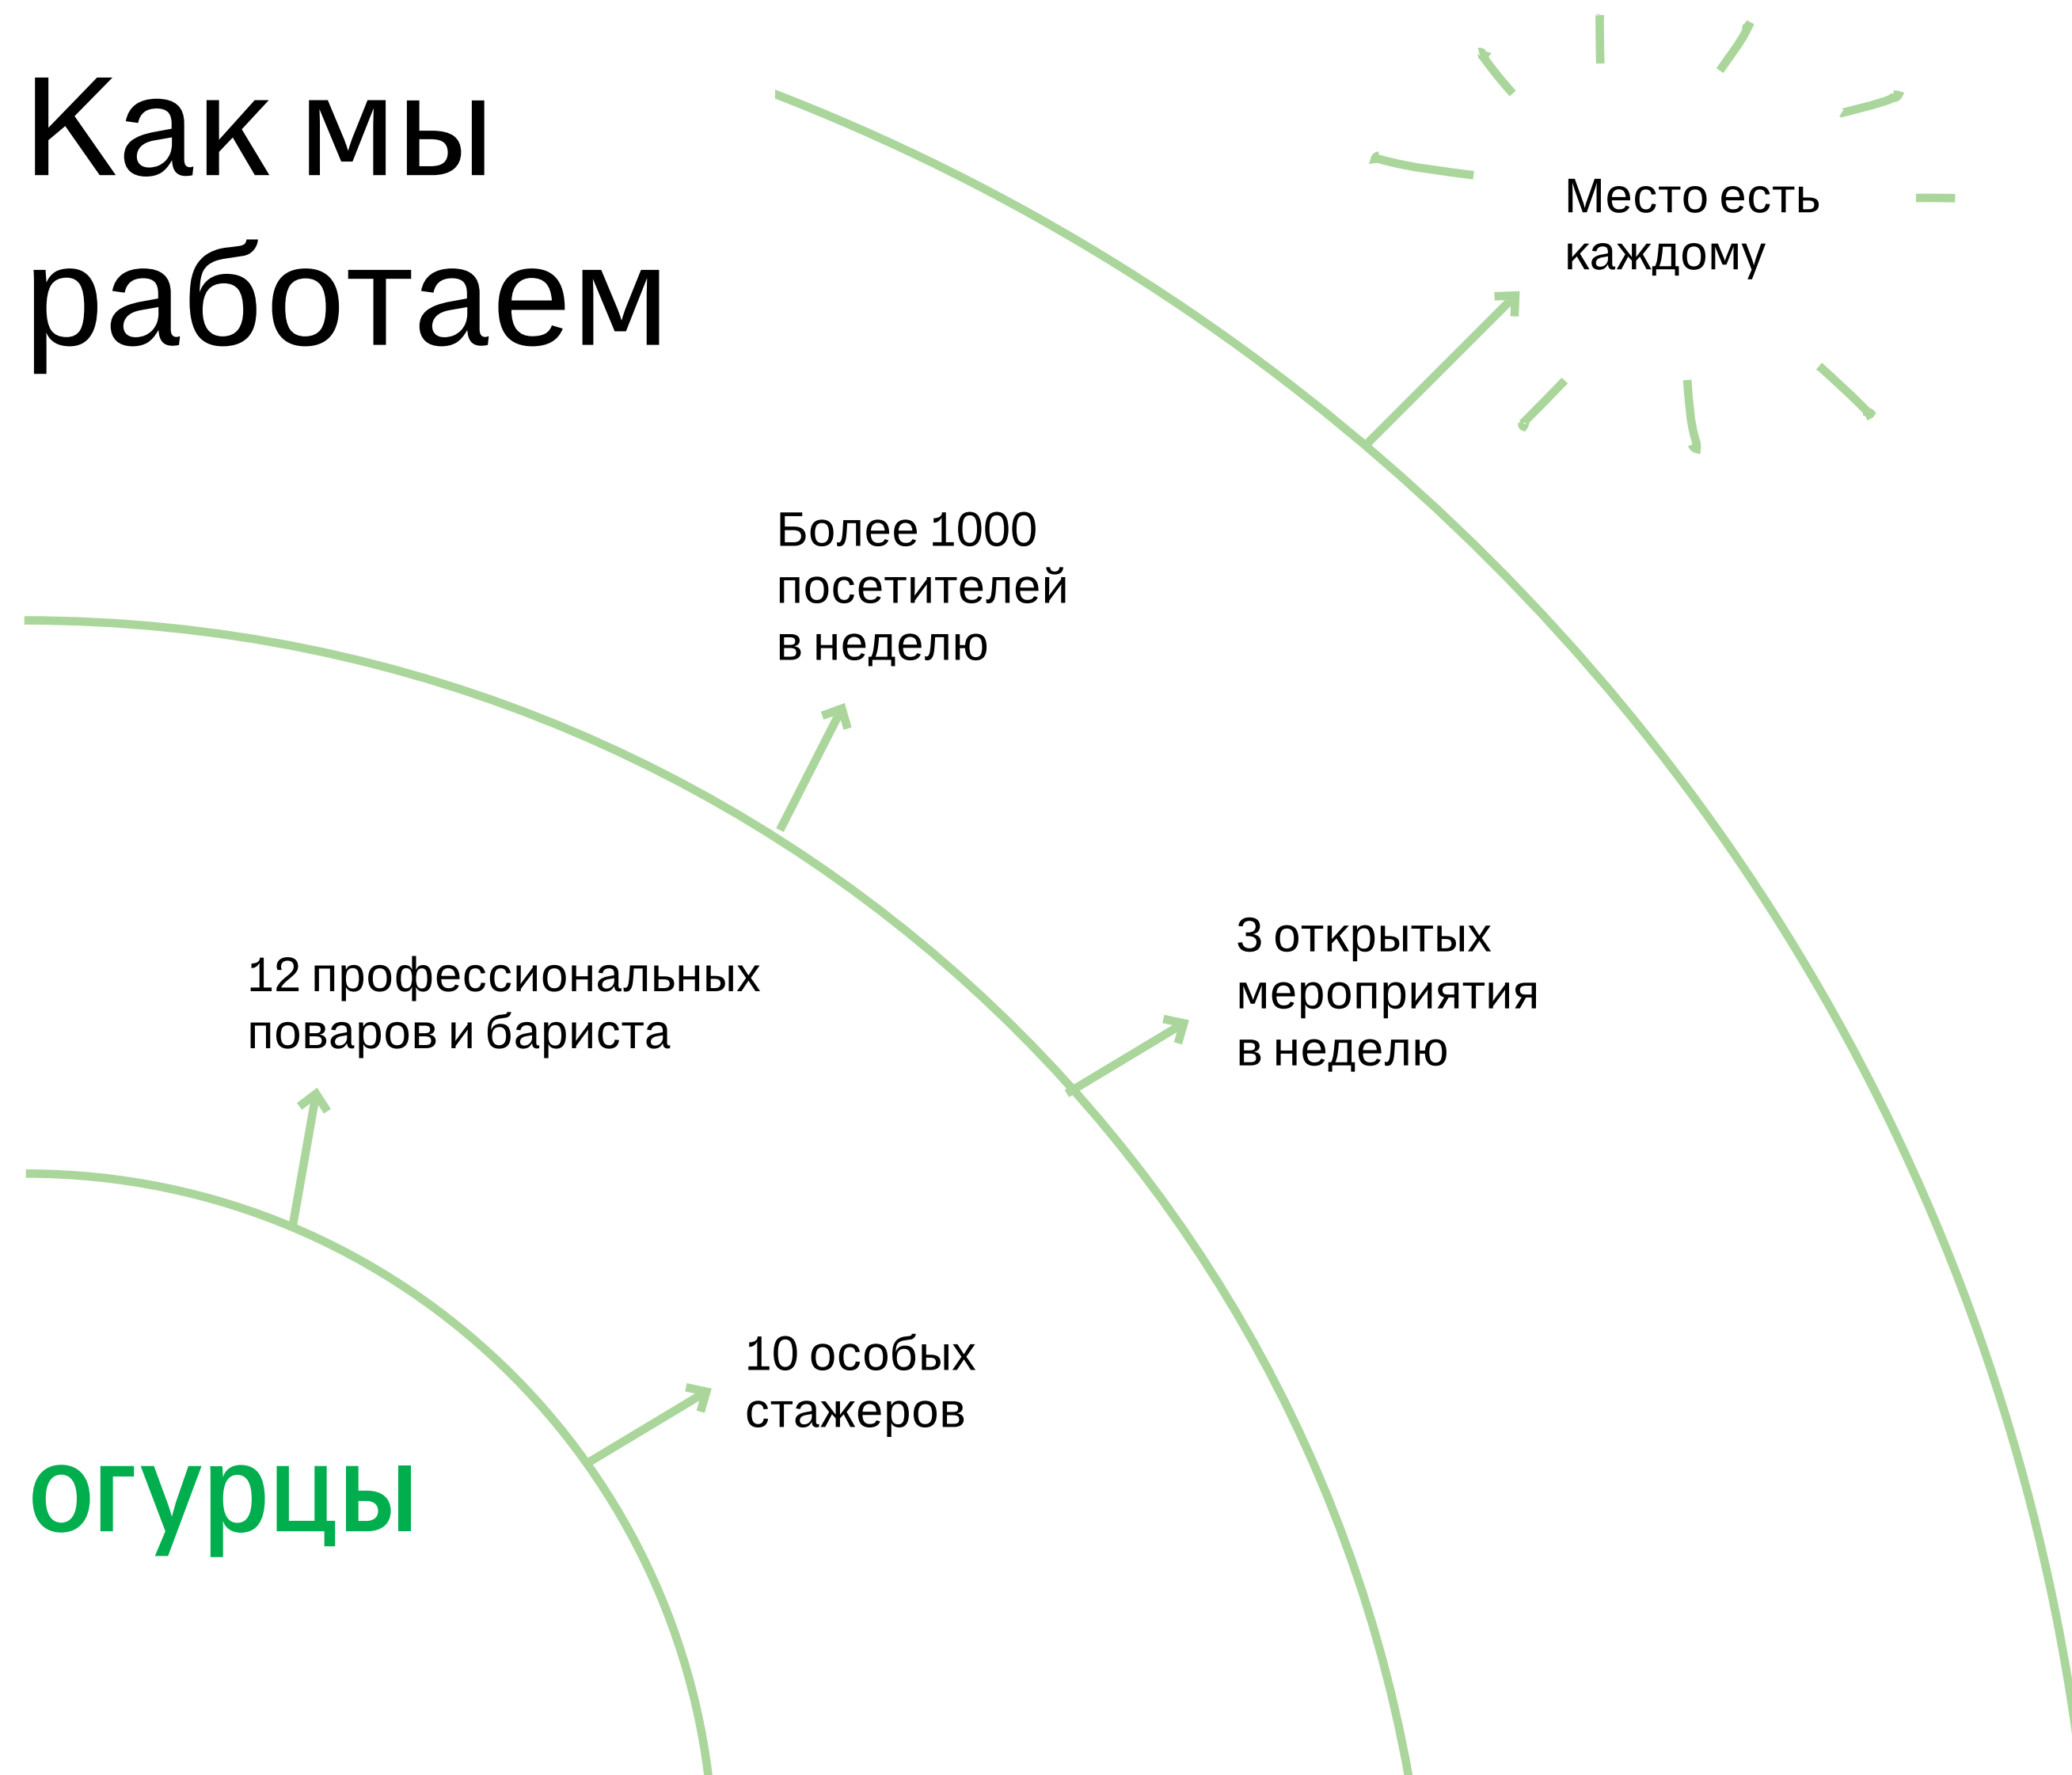 Как мы
работаем
Место есть
каждому
Более 1000
посетителей
в неделю
3 открытых
мероприятия
в неделю
12 профессиональных
поваров и бариста
10 особых
стажеров
огурцы